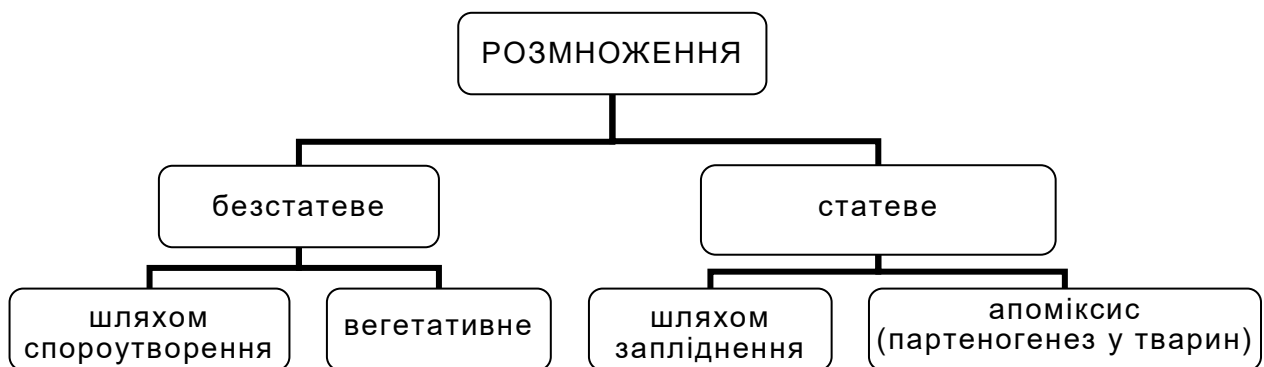 РОЗМНОЖЕННЯ
безстатеве
статеве
шляхом
спороутворення
вегетативне
шляхом
запліднення
апоміксис
(партеногенез у тварин)